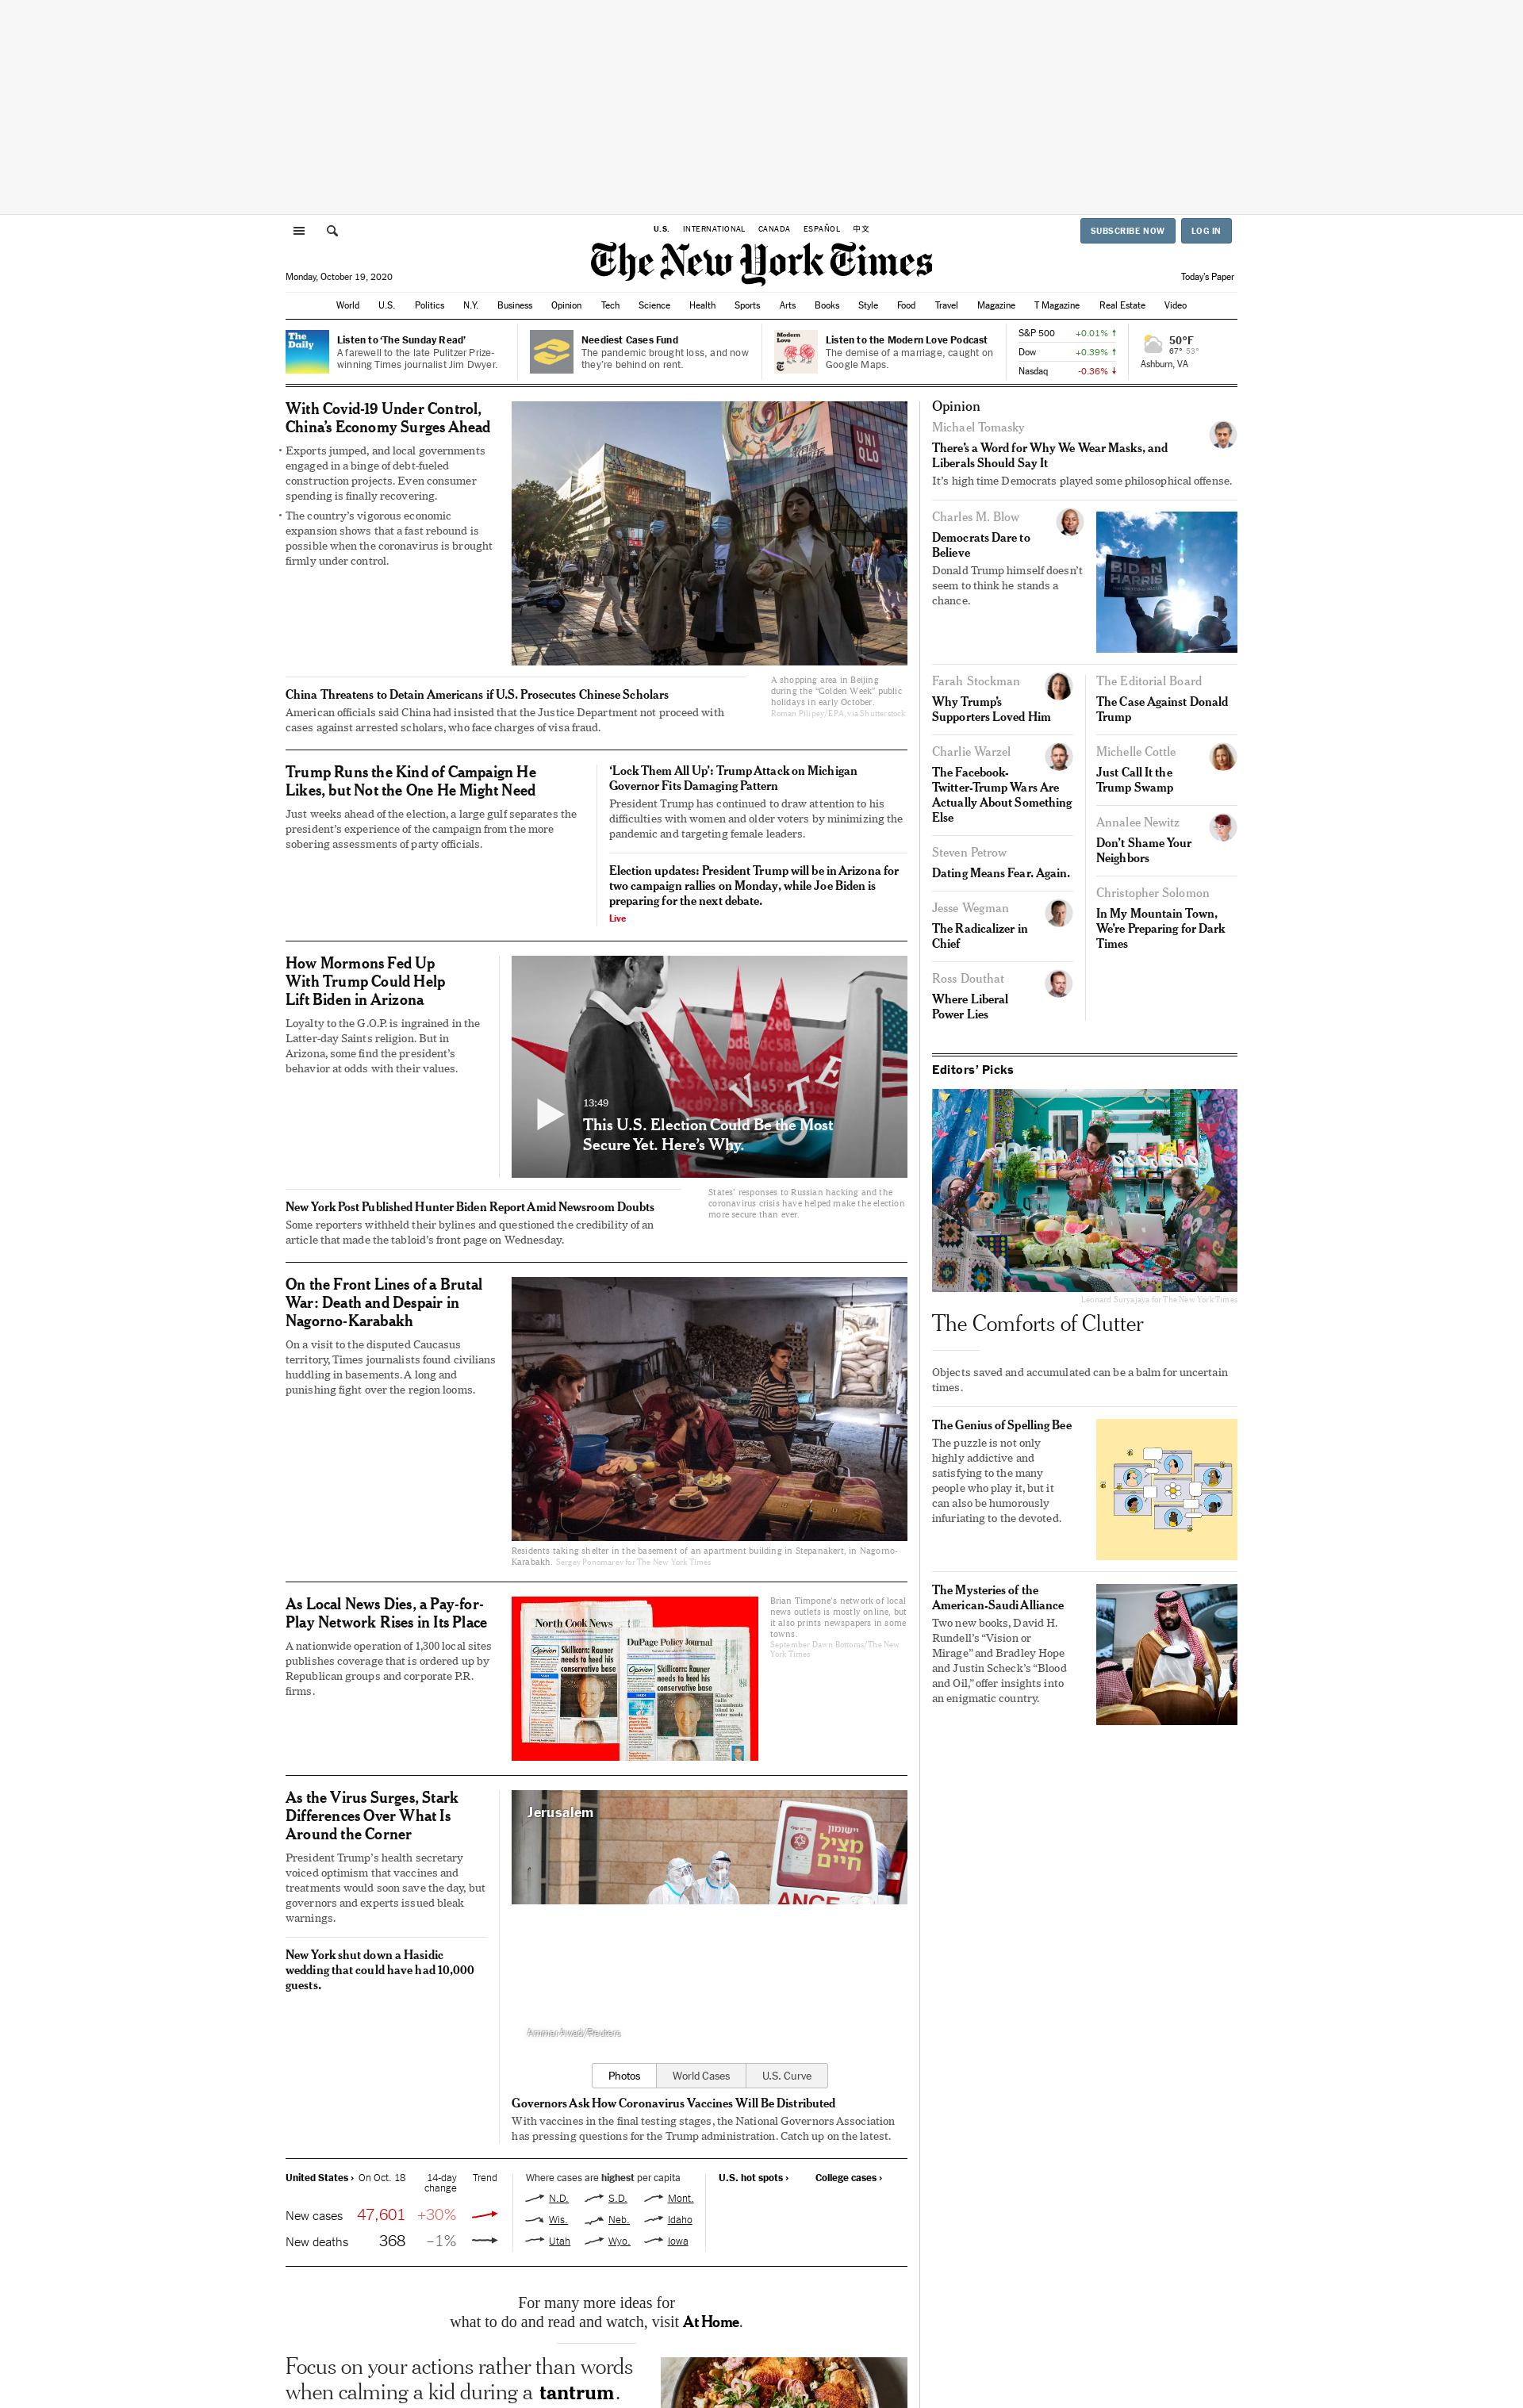 U.S. INTERNATIONAL CANADA ESPAÑOL 中文
SUBSCRIBE NOW LOG IN
The New York Times
Monday, October 19, 2020
Today's Paper
World U.S. Politics N.Y. Business Opinion Tech Science Health Sports Arts Books Style Food Travel Magazine T Magazine Real Estate Video
The
Daily
Listen to ‘The Sunday Read’
A farewell to the late Pulitzer Prize-
winning Times journalist Jim Dwyer.
Neediest Cases Fund
The pandemic brought loss, and now
they’re behind on rent.
Modern
Love
Listen to the Modern Love Podcast
The demise of a marriage, caught on
Google Maps.
S&P 500 +0.01% ↑
Dow +0.39% ↑
Nasdaq -0.36% ↓
50°F
67° 53°
Ashburn, VA
With Covid-19 Under Control,
China’s Economy Surges Ahead
• Exports jumped, and local governments
engaged in a binge of debt-fueled
construction projects. Even consumer
spending is finally recovering.
• The country’s vigorous economic
expansion shows that a fast rebound is
possible when the coronavirus is brought
firmly under control.
UNI
QLO
China Threatens to Detain Americans if U.S. Prosecutes Chinese Scholars
American officials said China had insisted that the Justice Department not proceed with
cases against arrested scholars, who face charges of visa fraud.
A shopping area in Beijing
during the “Golden Week” public
holidays in early October.
Roman Pilipey/EPA, via Shutterstock
Trump Runs the Kind of Campaign He
Likes, but Not the One He Might Need
Just weeks ahead of the election, a large gulf separates the
president’s experience of the campaign from the more
sobering assessments of party officials.
‘Lock Them All Up’: Trump Attack on Michigan
Governor Fits Damaging Pattern
President Trump has continued to draw attention to his
difficulties with women and older voters by minimizing the
pandemic and targeting female leaders.
Election updates: President Trump will be in Arizona for
two campaign rallies on Monday, while Joe Biden is
preparing for the next debate.
Live
How Mormons Fed Up
With Trump Could Help
Lift Biden in Arizona
Loyalty to the G.O.P. is ingrained in the
Latter-day Saints religion. But in
Arizona, some find the president’s
behavior at odds with their values.
VOTE
13:49
This U.S. Election Could Be the Most
Secure Yet. Here’s Why.
New York Post Published Hunter Biden Report Amid Newsroom Doubts
Some reporters withheld their bylines and questioned the credibility of an
article that made the tabloid’s front page on Wednesday.
States’ responses to Russian hacking and the
coronavirus crisis have helped make the election
more secure than ever.
On the Front Lines of a Brutal
War: Death and Despair in
Nagorno-Karabakh
On a visit to the disputed Caucasus
territory, Times journalists found civilians
huddling in basements. A long and
punishing fight over the region looms.
Residents taking shelter in the basement of an apartment building in Stepanakert, in Nagorno-
Karabakh. Sergey Ponomarev for The New York Times
As Local News Dies, a Pay-for-
Play Network Rises in Its Place
A nationwide operation of 1,300 local sites
publishes coverage that is ordered up by
Republican groups and corporate P.R.
firms.
North Cook News
Opinion
Skillicorn: Rauner
needs to heed his
conservative base
DuPage Policy Journal
Opinion
Skillicorn: Rauner
needs to heed his
conservative base
Brian Timpone’s network of local
news outlets is mostly online, but
it also prints newspapers in some
towns.
September Dawn Bottoms/The New
York Times
As the Virus Surges, Stark
Differences Over What Is
Around the Corner
President Trump’s health secretary
voiced optimism that vaccines and
treatments would soon save the day, but
governors and experts issued bleak
warnings.
New York shut down a Hasidic
wedding that could have had 10,000
guests.
Jerusalem
יישומון
מציל
חיים
ANCE
Ammar Awad/Reuters
Photos World Cases U.S. Curve
Governors Ask How Coronavirus Vaccines Will Be Distributed
With vaccines in the final testing stages, the National Governors Association
has pressing questions for the Trump administration. Catch up on the latest.
United States › On Oct. 18 14-day change Trend
New cases 47,601 +30%
New deaths 368 –1%
Where cases are highest per capita
N.D. S.D. Mont.
Wis. Neb. Idaho
Utah Wyo. Iowa
U.S. hot spots ›
College cases ›
For many more ideas for
what to do and read and watch, visit At Home.
Focus on your actions rather than words
when calming a kid during a tantrum.
Opinion
Michael Tomasky
There’s a Word for Why We Wear Masks, and
Liberals Should Say It
It’s high time Democrats played some philosophical offense.
Charles M. Blow
Democrats Dare to
Believe
Donald Trump himself doesn’t
seem to think he stands a
chance.
BIDEN
HARRIS
Farah Stockman
Why Trump’s
Supporters Loved Him
Charlie Warzel
The Facebook-
Twitter-Trump Wars Are
Actually About Something
Else
Steven Petrow
Dating Means Fear. Again.
Jesse Wegman
The Radicalizer in
Chief
Ross Douthat
Where Liberal
Power Lies
The Editorial Board
The Case Against Donald
Trump
Michelle Cottle
Just Call It the
Trump Swamp
Annalee Newitz
Don’t Shame Your
Neighbors
Christopher Solomon
In My Mountain Town,
We’re Preparing for Dark
Times
Editors’ Picks
Leonard Suryajaya for The New York Times
The Comforts of Clutter
Objects saved and accumulated can be a balm for uncertain
times.
The Genius of Spelling Bee
The puzzle is not only
highly addictive and
satisfying to the many
people who play it, but it
can also be humorously
infuriating to the devoted.
The Mysteries of the
American-Saudi Alliance
Two new books, David H.
Rundell’s “Vision or
Mirage” and Bradley Hope
and Justin Scheck’s “Blood
and Oil,” offer insights into
an enigmatic country.